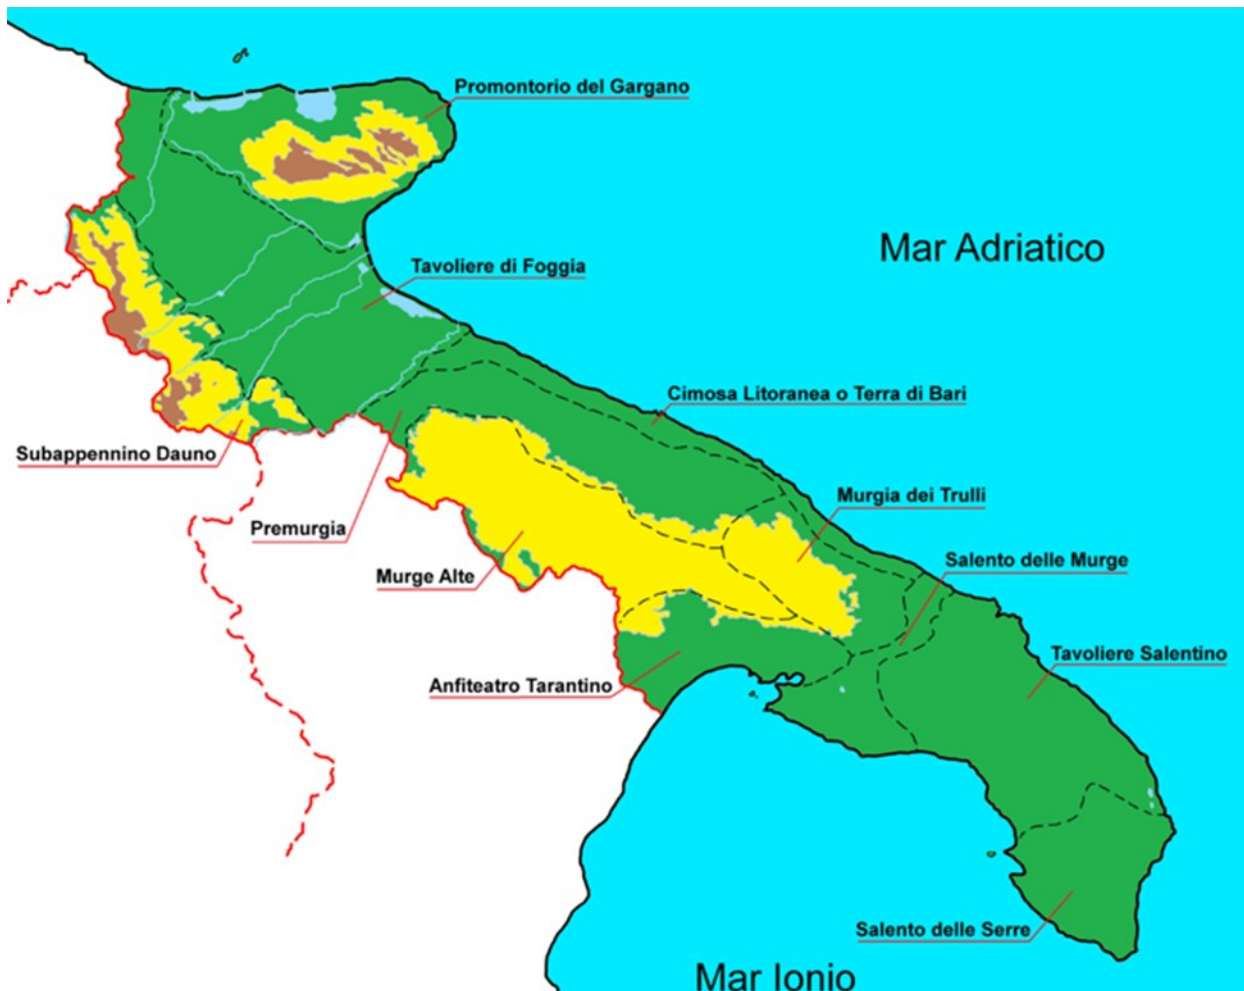 Promontorio del Gargano
Mar Adriatico
Tavoliere di Foggia
Cimosa Litoranea o Terra di Bari
Subappennino Dauno
Murgia dei Trulli
Premurgia
Salento delle Murge
Murge Alte
Tavoliere Salentino
Anfiteatro Tarantino
Salento delle Serre
Mar Ionio